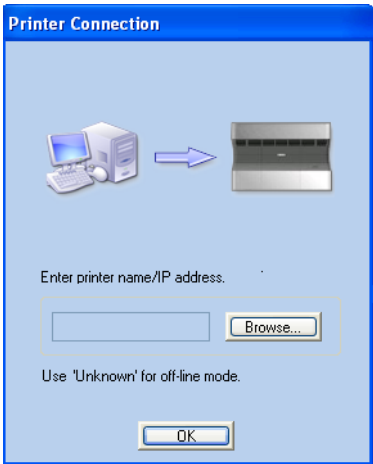 Printer Connection
Enter printer name/IP address.
Browse...
Use 'Unknown' for off-line mode.
OK